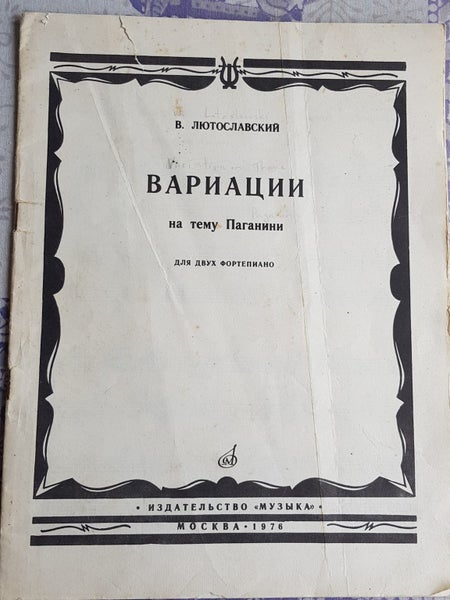 В. ЛЮТОСЛАВСКИЙ
ВАРИАЦИИ
на тему Паганини
ДЛЯ ДВУХ ФОРТЕПИАНО
• ИЗДАТЕЛЬСТВО «МУЗЫКА» •
МОСКВА • 1976